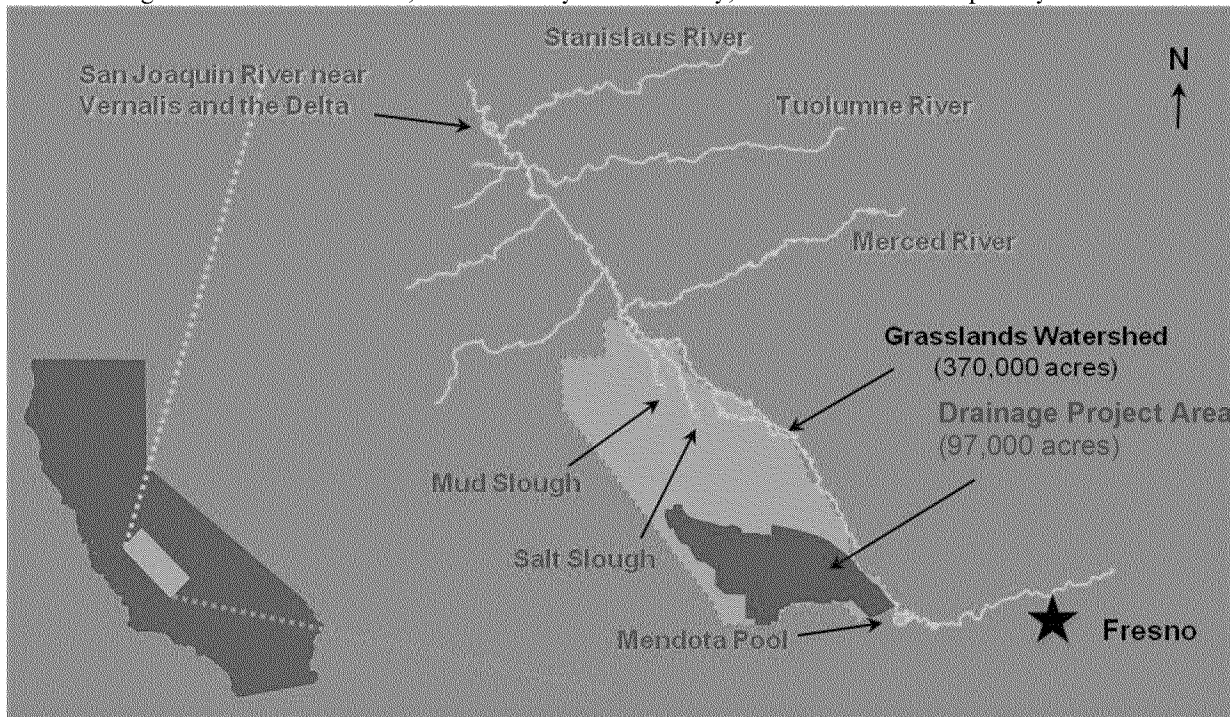 Stanislaus River
San Joaquin River near
Vernalis and the Delta
N
Tuolumne River
Merced River
Grasslands Watershed
(370,000 acres)
Drainage Project Area
(97,000 acres)
Mud Slough
Salt Slough
Mendota Pool
Fresno